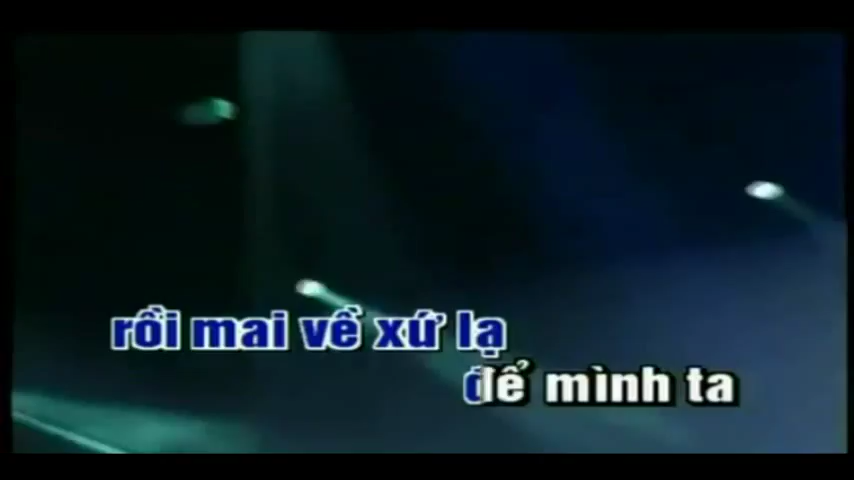 rồi mai về xứ lạ
để mình ta